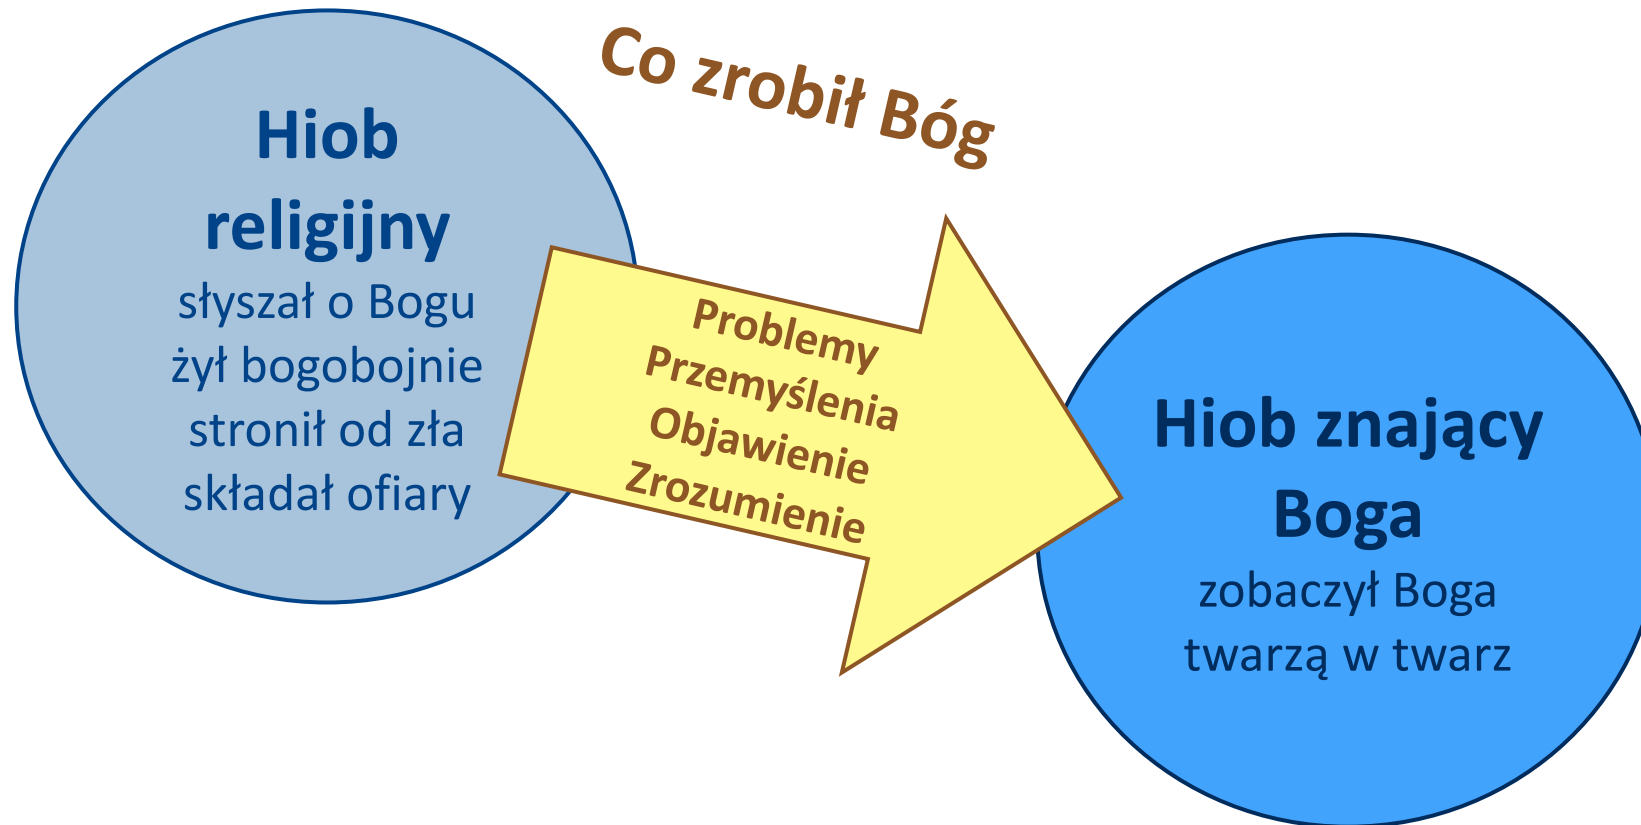 Co zrobił Bóg
Hiob
religijny
słyszał o Bogu
żył bogobojnie
stronił od zła
składał ofiary
Problemy
Przemyślenia
Objawienie
Zrozumienie
Hiob znający
Boga
zobaczył Boga
twarzą w twarz